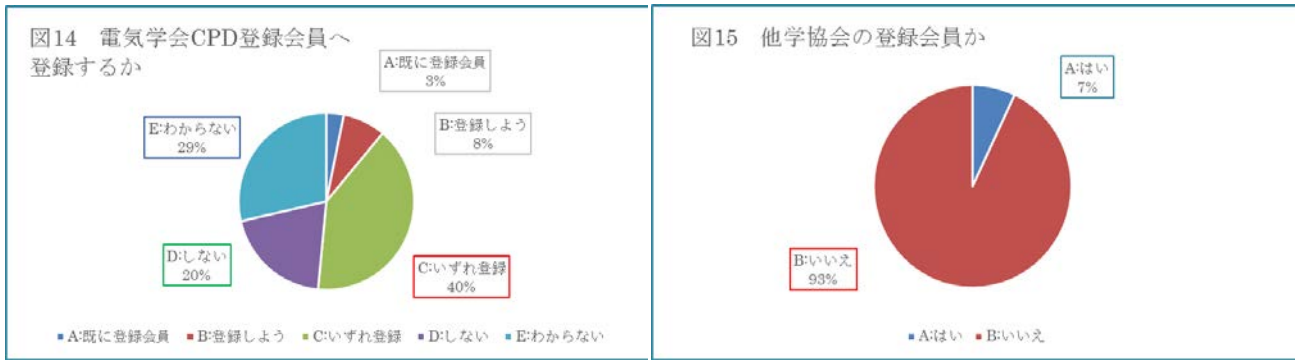 図14　電気学会CPD登録会員へ
登録するか
A:既に登録会員
3%
B:登録しよう
8%
E:わからない
29%
D:しない
20%
C:いずれ登録
40%
A:既に登録会員 B:登録しよう C:いずれ登録 D:しない E:わからない
図15　他学協会の登録会員か
A:はい
7%
B:いいえ
93%
A:はい B:いいえ